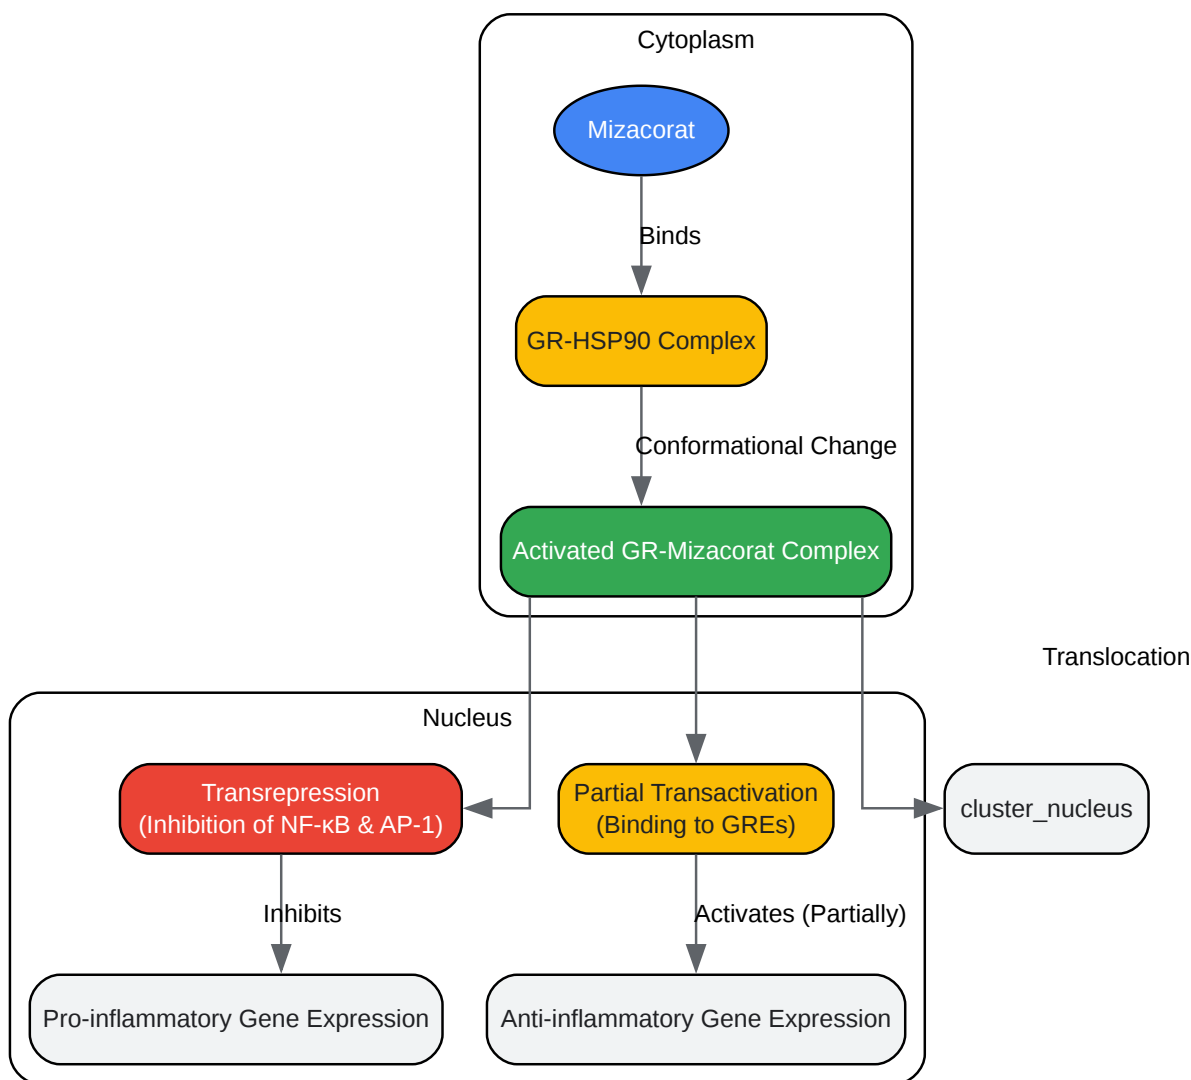 Cytoplasm
Mizacorat
Binds
GR-HSP90 Complex
Conformational Change
Activated GR-Mizacorat Complex
Translocation
Nucleus
Transrepression
(Inhibition of NF-κB & AP-1)
Partial Transactivation
(Binding to GREs)
cluster_nucleus
Inhibits
Activates (Partially)
Pro-inflammatory Gene Expression
Anti-inflammatory Gene Expression